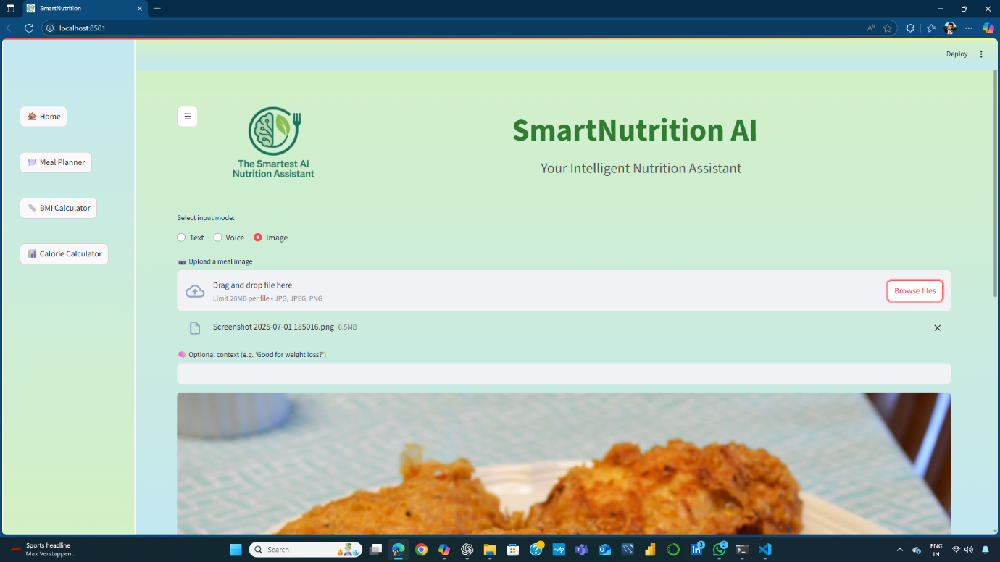 SmartNutrition
localhost:8501
Deploy
Home
Meal Planner
BMI Calculator
Calorie Calculator
The Smartest AI
Nutrition Assistant
SmartNutrition AI
Your Intelligent Nutrition Assistant
Select input mode:
Text Voice Image
Upload a meal image
Drag and drop file here
Limit 20MB per file • JPG, JPEG, PNG
Browse files
Screenshot 2025-07-01 185016.png 0.5MB
Optional context (e.g. 'Good for weight loss?')
Sports headline
Max Verstappen...
Search
3
2
ENG
IN